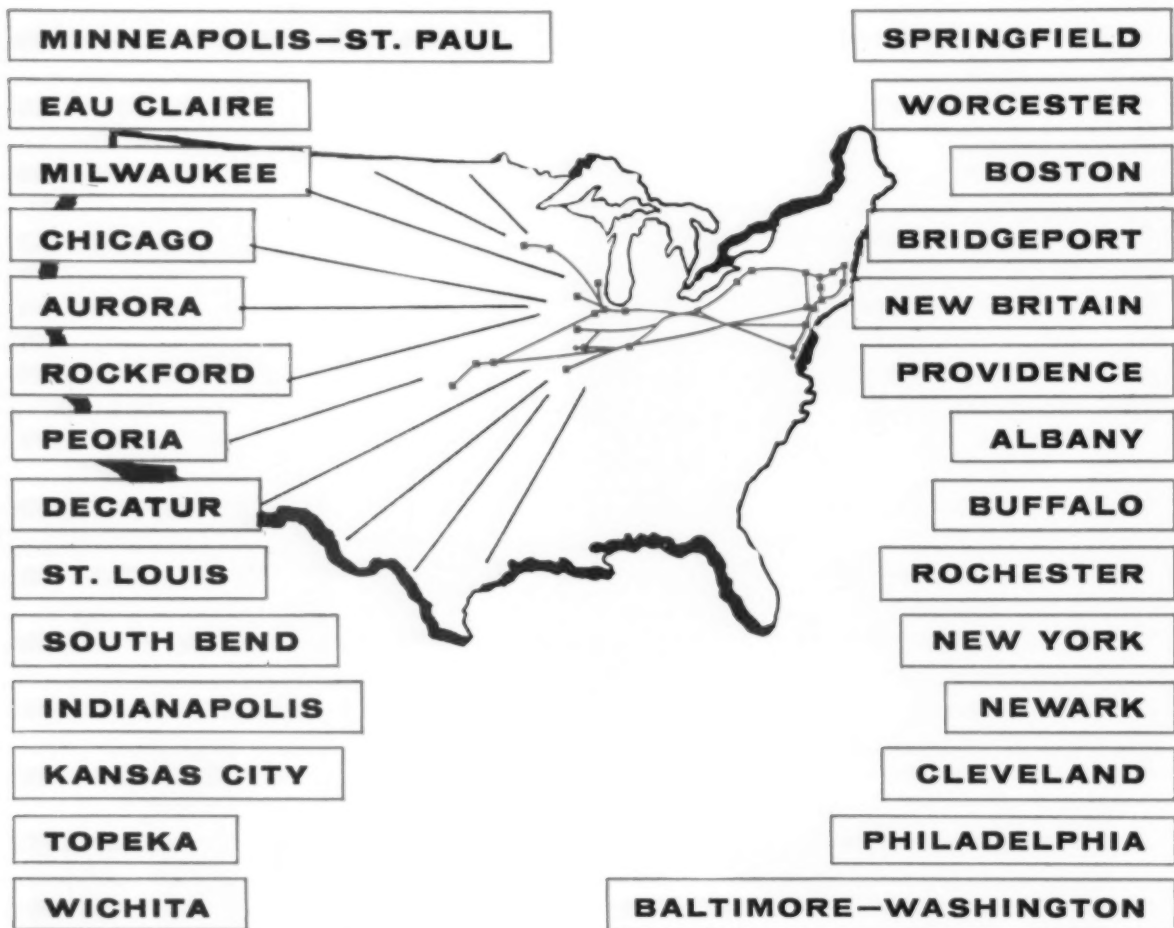 MINNEAPOLIS—ST. PAUL
EAU CLAIRE
MILWAUKEE
CHICAGO
AURORA
ROCKFORD
PEORIA
DECATUR
ST. LOUIS
SOUTH BEND
INDIANAPOLIS
KANSAS CITY
TOPEKA
WICHITA
SPRINGFIELD
WORCESTER
BOSTON
BRIDGEPORT
NEW BRITAIN
PROVIDENCE
ALBANY
BUFFALO
ROCHESTER
NEW YORK
NEWARK
CLEVELAND
PHILADELPHIA
BALTIMORE—WASHINGTON